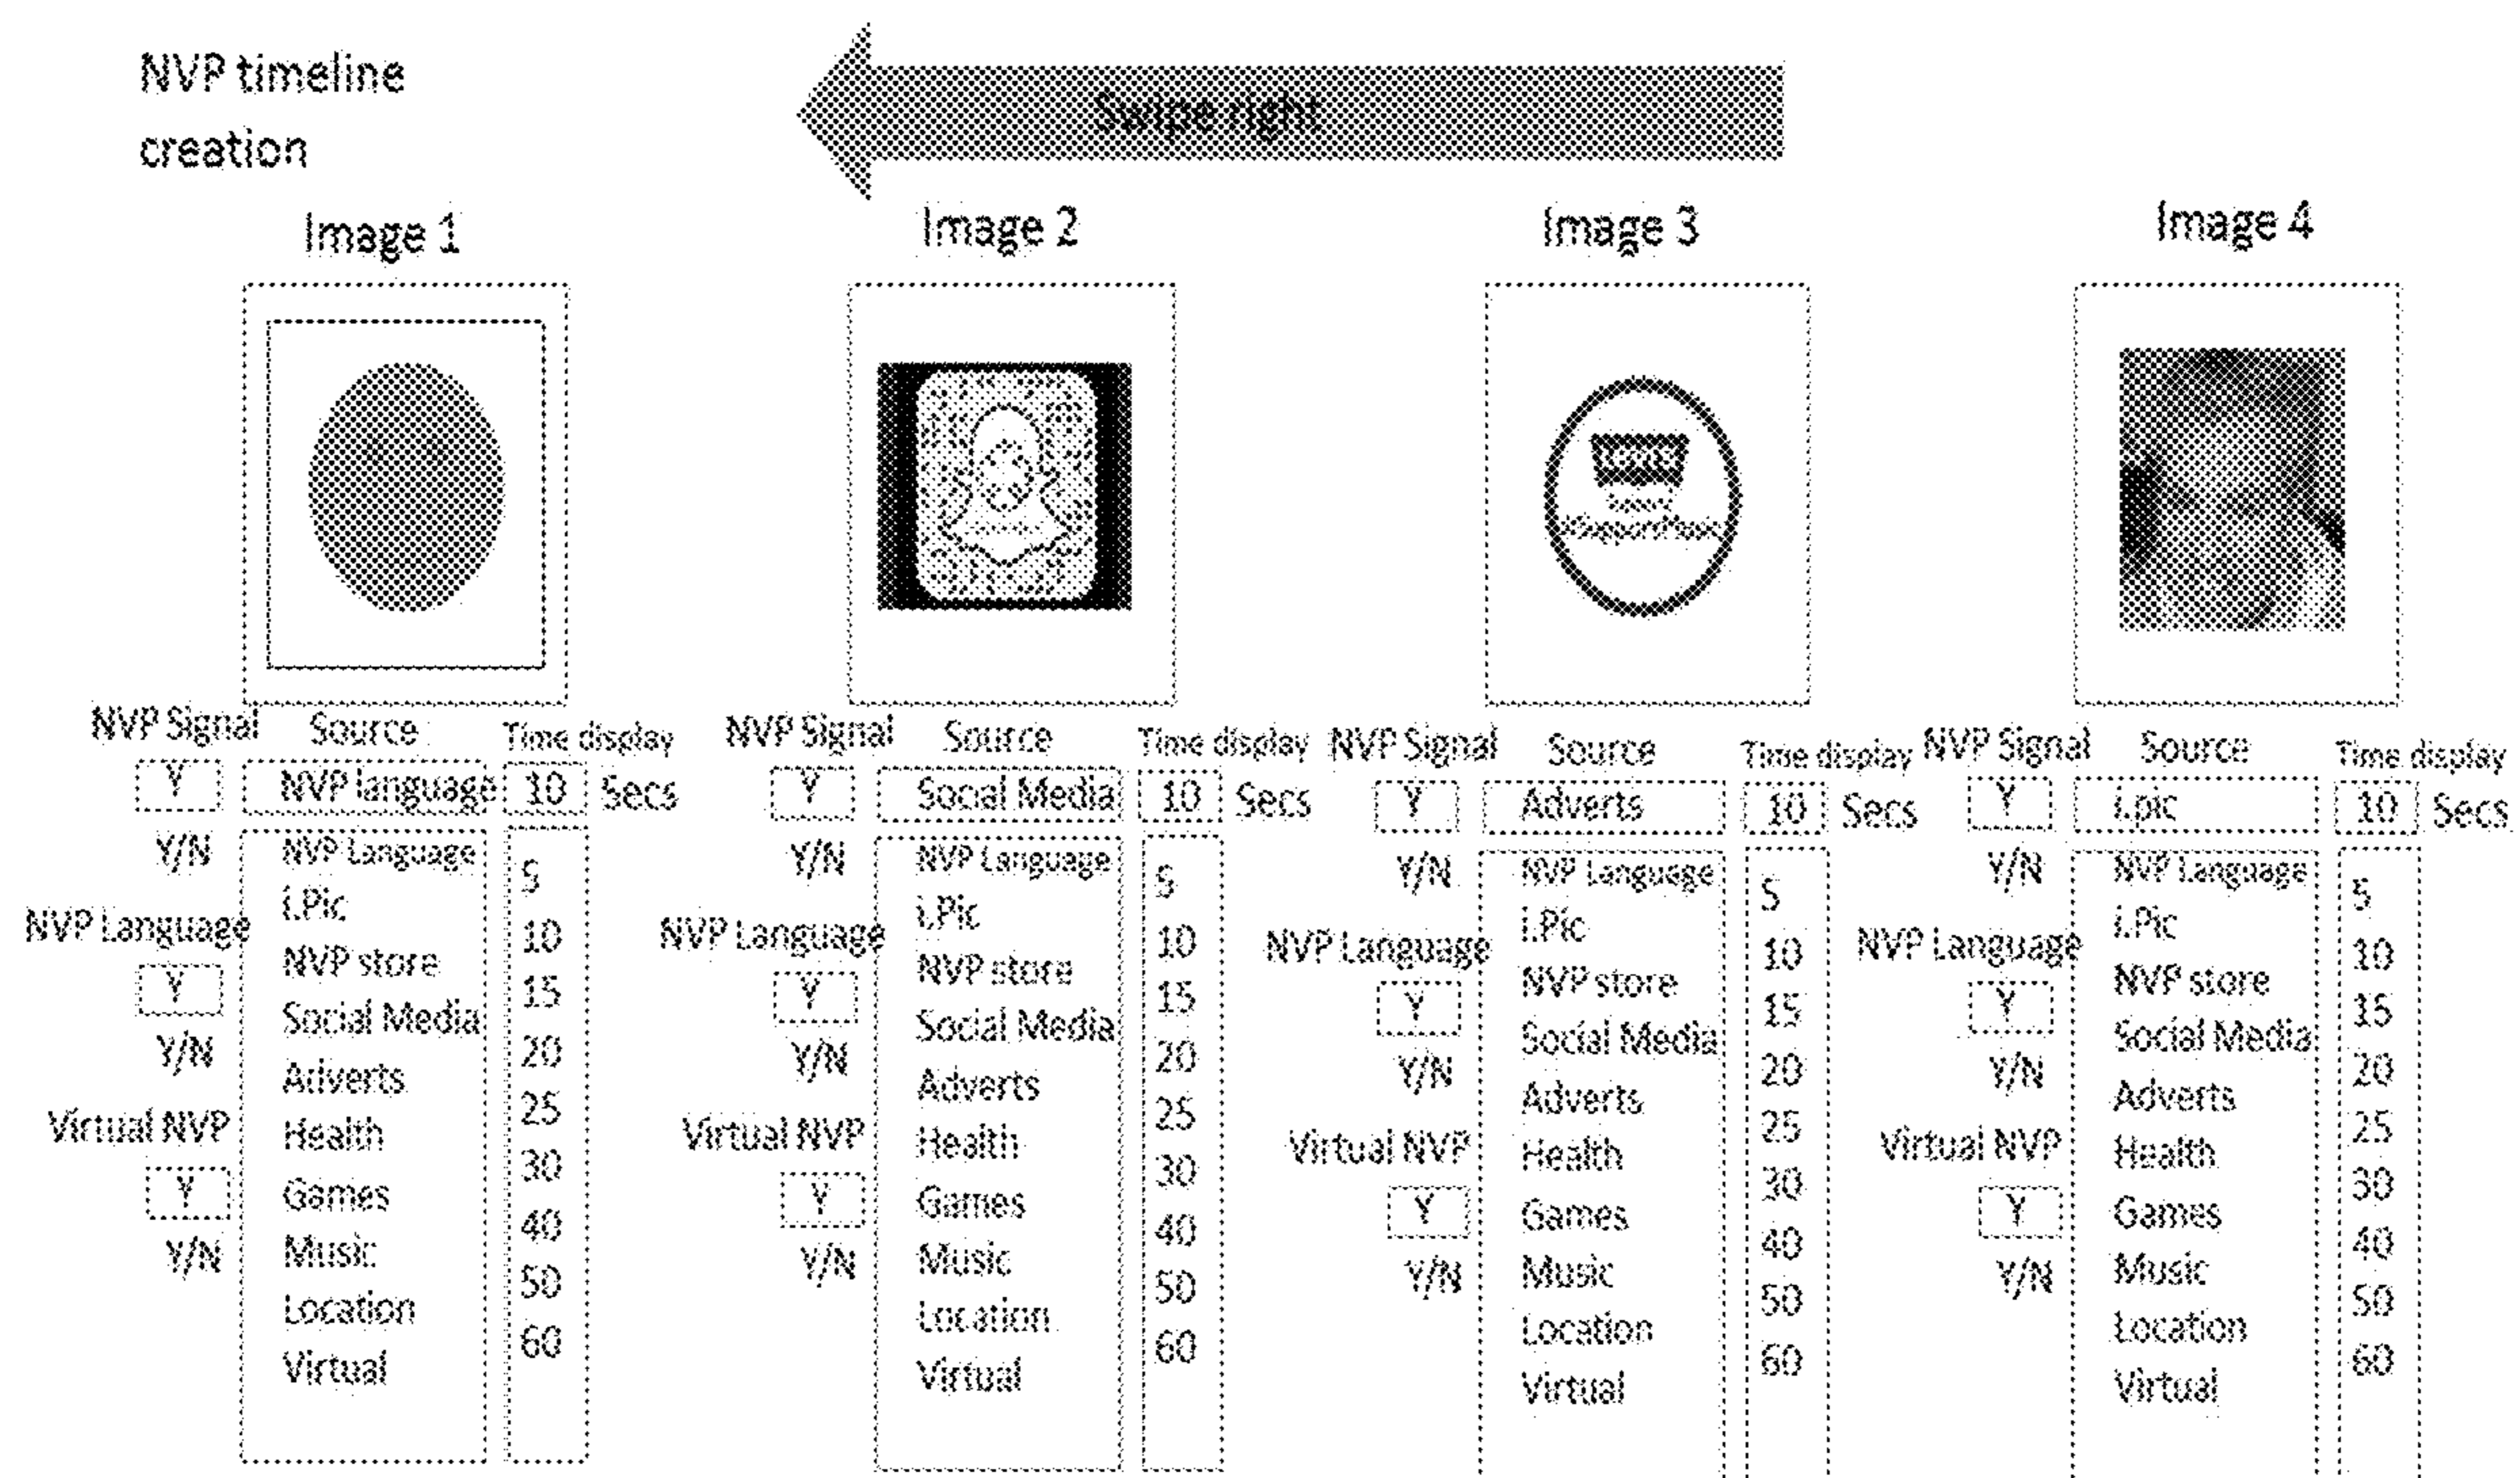 NVP timeline
creation
Swipe right
Image 1
Image 2
Image 3
Image 4
NVP Signal
Source
Time display
Y
NVP language
10
Secs
Y/N
NVP Language
Y
Y/N
Virtual NVP
Y
Y/N
NVP Language
i.Pic
NVP store
Social Media
Adverts
Health
Games
Music
Location
Virtual
5
10
15
20
25
30
40
50
60
NVP Signal
Source
Time display
Y
Social Media
10
Secs
Y/N
NVP Language
Y
Y/N
Virtual NVP
Y
Y/N
NVP Language
i.Pic
NVP store
Social Media
Adverts
Health
Games
Music
Location
Virtual
5
10
15
20
25
30
40
50
60
NVP Signal
Source
Time display
Y
Adverts
10
Secs
Y/N
NVP Language
Y
Y/N
Virtual NVP
Y
Y/N
NVP Language
i.Pic
NVP store
Social Media
Adverts
Health
Games
Music
Location
Virtual
5
10
15
20
25
30
40
50
60
NVP Signal
Source
Time display
Y
i.pic
10
Secs
Y/N
NVP Language
Y
Y/N
Virtual NVP
Y
Y/N
NVP Language
i.Pic
NVP store
Social Media
Adverts
Health
Games
Music
Location
Virtual
5
10
15
20
25
30
40
50
60